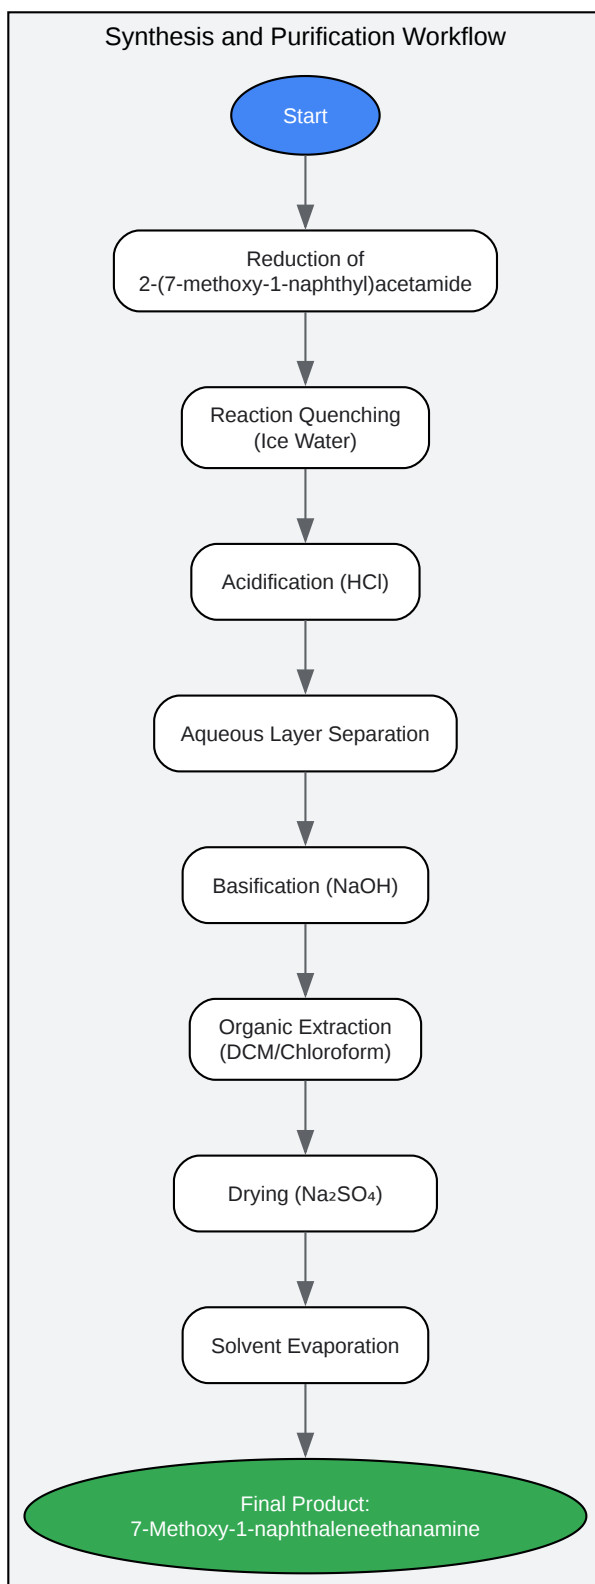 Synthesis and Purification Workflow
Start
Reduction of
2-(7-methoxy-1-naphthyl)acetamide
Reaction Quenching
(Ice Water)
Acidification (HCl)
Aqueous Layer Separation
Basification (NaOH)
Organic Extraction
(DCM/Chloroform)
Drying (Na₂SO₄)
Solvent Evaporation
Final Product:
7-Methoxy-1-naphthaleneethanamine